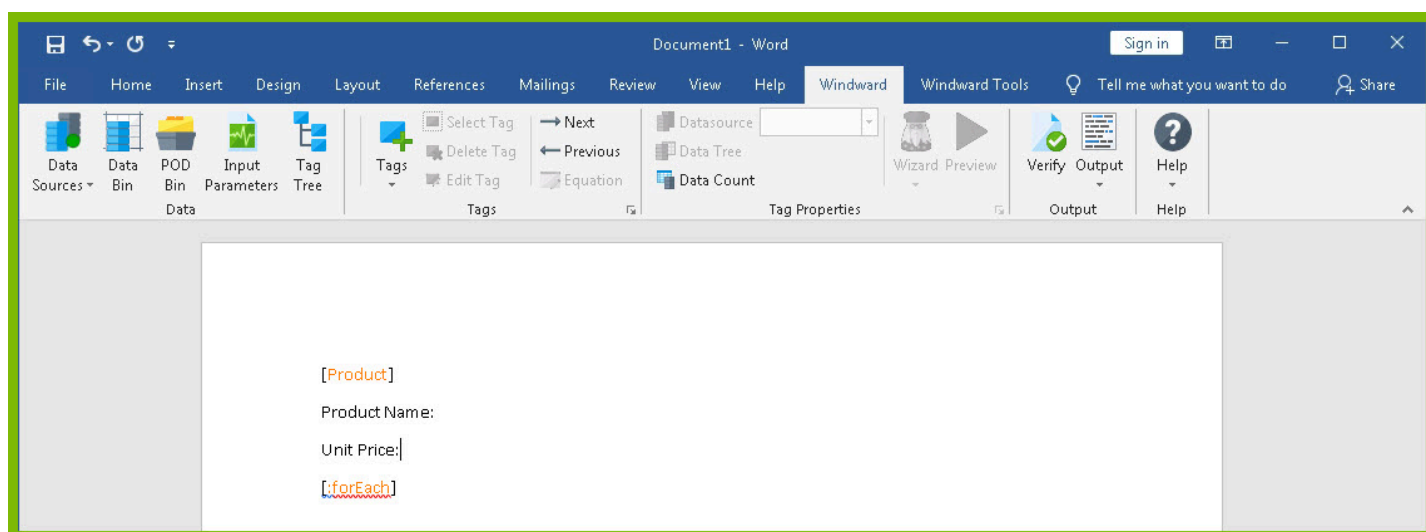 Document1 - Word
Sign in
File Home Insert Design Layout References Mailings Review View Help Windward Windward Tools Tell me what you want to do Share
Data Sources
Data Bin
POD Bin
Input Parameters
Tag Tree
Data
Tags
Select Tag
Delete Tag
Edit Tag
Next
Previous
Equation
Tags
Datasource
Data Tree
Data Count
Wizard
Preview
Tag Properties
Verify
Output
Output
Help
Help
[Product]
Product Name:
Unit Price:
[:forEach]